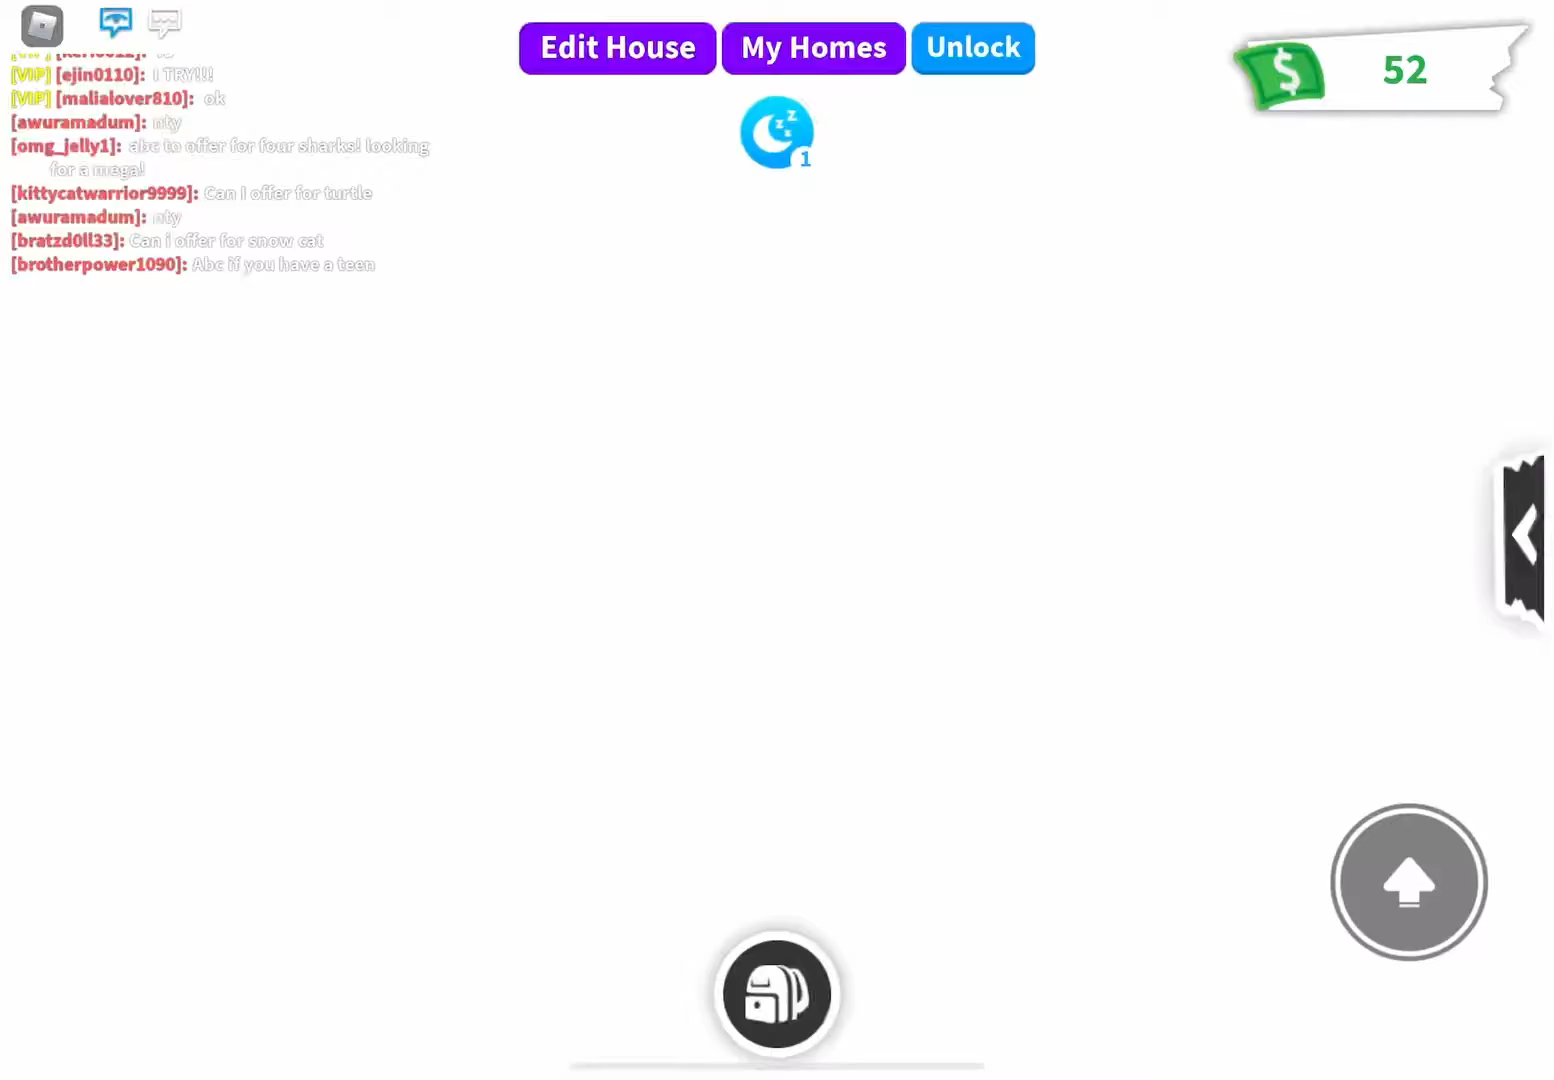 Edit House
My Homes
Unlock
52
1
[VIP] [ejin0110]: I TRY!!!
[VIP] [malialover810]: ok
[awuramadum]: nty
[omg_jelly1]: abc to offer for four sharks! looking
for a mega!
[kittycatwarrior9999]: Can I offer for turtle
[awuramadum]: nty
[bratzd0ll33]: Can i offer for snow cat
[brotherpower1090]: Abc if you have a teen